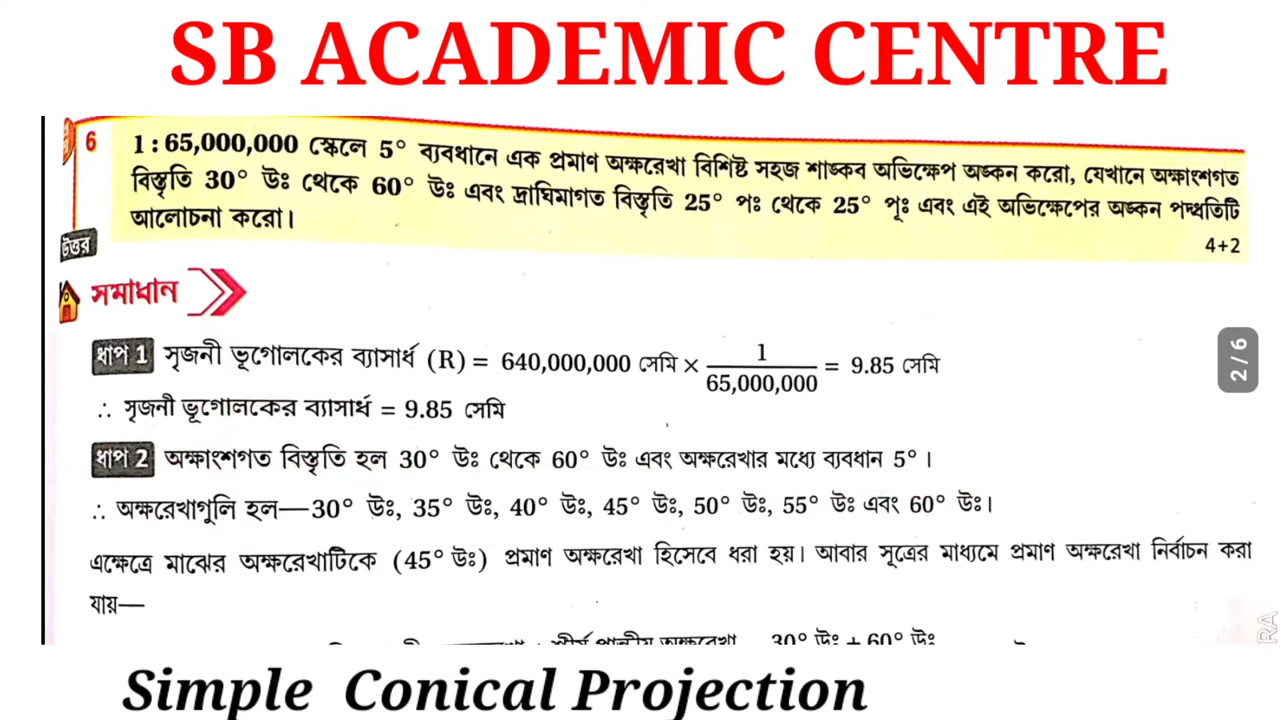 SB ACADEMIC CENTRE
6
1 : 65,000,000 স্কেলে 5° ব্যবধানে এক প্রমাণ অক্ষরেখা বিশিষ্ট সহজ শাঙ্কব অভিক্ষেপ অঙ্কন করো, যেখানে অক্ষাংশগত
বিস্তৃতি 30° উঃ থেকে 60° উঃ এবং দ্রাঘিমাগত বিস্তৃতি 25° পঃ থেকে 25° পূঃ এবং এই অভিক্ষেপের অঙ্কন পদ্ধতিটি
আলোচনা করো।
4+2
উত্তর
সমাধান
ধাপ 1 সৃজনী ভূগোলকের ব্যাসার্ধ (R) = 640,000,000 সেমি × 1/65,000,000 = 9.85 সেমি
∴ সৃজনী ভূগোলকের ব্যাসার্ধ = 9.85 সেমি
2/6
ধাপ 2 অক্ষাংশগত বিস্তৃতি হল 30° উঃ থেকে 60° উঃ এবং অক্ষরেখার মধ্যে ব্যবধান 5°।
∴ অক্ষরেখাগুলি হল—30° উঃ, 35° উঃ, 40° উঃ, 45° উঃ, 50° উঃ, 55° উঃ এবং 60° উঃ।
এক্ষেত্রে মাঝের অক্ষরেখাটিকে (45° উঃ) প্রমাণ অক্ষরেখা হিসেবে ধরা হয়। আবার সূত্রের মাধ্যমে প্রমাণ অক্ষরেখা নির্বাচন করা
যায়—
30° উঃ + 60° উঃ
RA
Simple Conical Projection